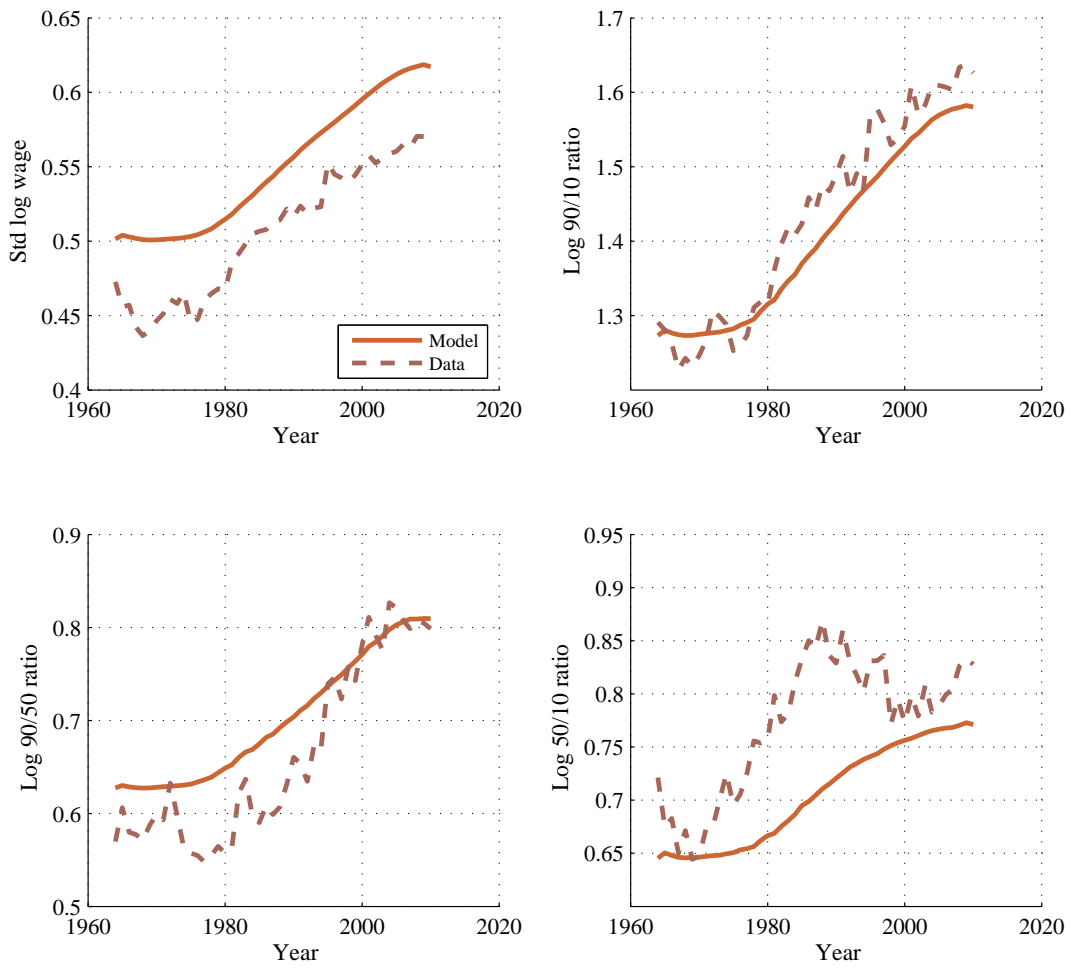 0.65
0.6
0.55
0.5
0.45
0.4
Std log wage
1960 1980 2000 2020
Year
Model
Data
1.7
1.6
1.5
1.4
1.3
Log 90/10 ratio
1960 1980 2000 2020
Year
0.9
0.8
0.7
0.6
0.5
Log 90/50 ratio
1960 1980 2000 2020
Year
0.95
0.9
0.85
0.8
0.75
0.7
0.65
Log 50/10 ratio
1960 1980 2000 2020
Year